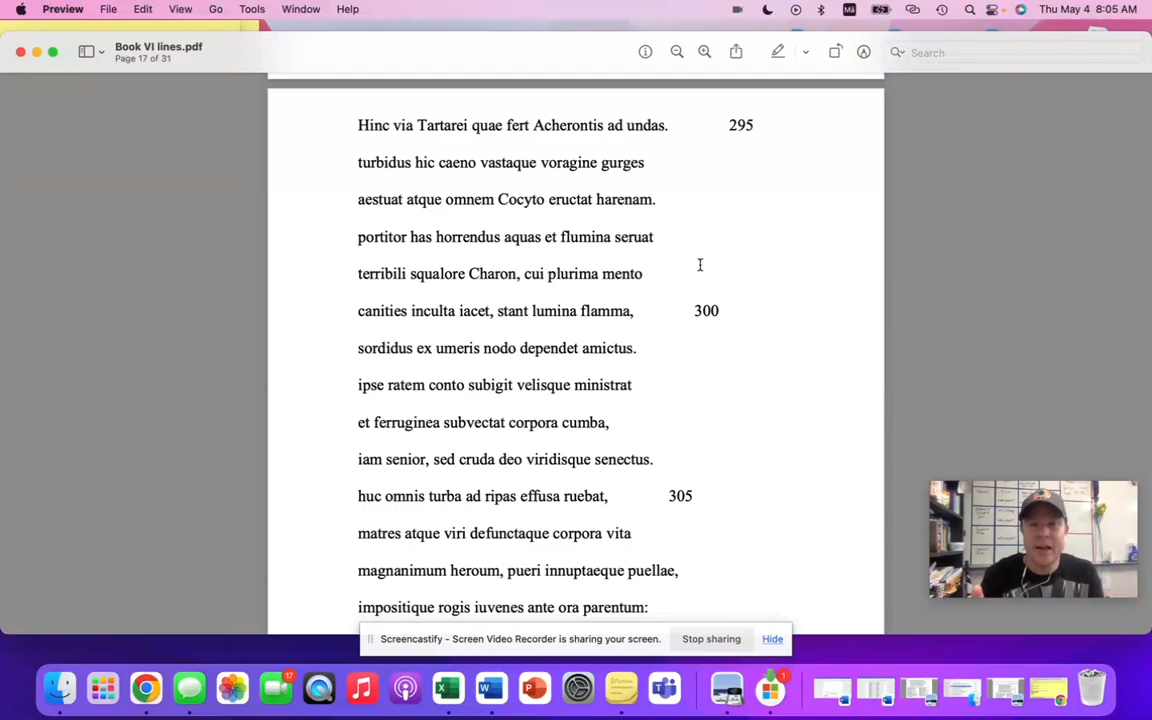 Preview File Edit View Go Tools Window Help Thu May 4 8:05 AM
Book VI lines.pdf
Page 17 of 31
Search
Hinc via Tartarei quae fert Acherontis ad undas. 295
turbidus hic caeno vastaque voragine gurges
aestuat atque omnem Cocyto eructat harenam.
portitor has horrendus aquas et flumina seruat
terribili squalore Charon, cui plurima mento
canities inculta iacet, stant lumina flamma, 300
sordidus ex umeris nodo dependet amictus.
ipse ratem conto subigit velisque ministrat
et ferruginea subvectat corpora cumba,
iam senior, sed cruda deo viridisque senectus.
huc omnis turba ad ripas effusa ruebat, 305
matres atque viri defunctaque corpora vita
magnanimum heroum, pueri innuptaeque puellae,
impositique rogis iuvenes ante ora parentum:
Screencastify - Screen Video Recorder is sharing your screen. Stop sharing Hide
17
1